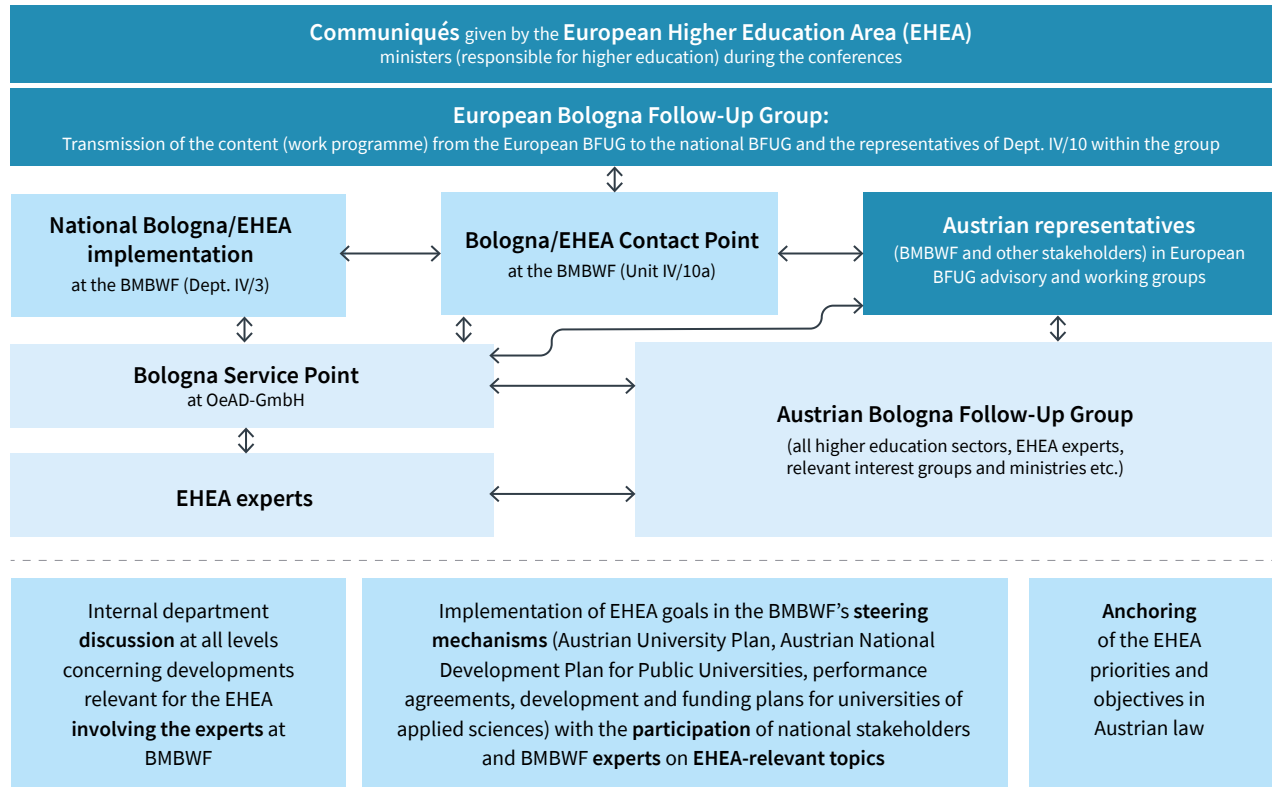 Communiqués given by the European Higher Education Area (EHEA)
ministers (responsible for higher education) during the conferences
European Bologna Follow-Up Group:
Transmission of the content (work programme) from the European BFUG to the national BFUG and the representatives of Dept. IV/10 within the group
National Bologna/EHEA
implementation
at the BMBWF (Dept. IV/3)
Bologna/EHEA Contact Point
at the BMBWF (Unit IV/10a)
Austrian representatives
(BMBWF and other stakeholders) in European
BFUG advisory and working groups
Bologna Service Point
at OeAD-GmbH
Austrian Bologna Follow-Up Group
(all higher education sectors, EHEA experts,
relevant interest groups and ministries etc.)
EHEA experts
Internal department
discussion at all levels
concerning developments
relevant for the EHEA
involving the experts at
BMBWF
Implementation of EHEA goals in the BMBWF’s steering
mechanisms (Austrian University Plan, Austrian National
Development Plan for Public Universities, performance
agreements, development and funding plans for universities of
applied sciences) with the participation of national stakeholders
and BMBWF experts on EHEA-relevant topics
Anchoring
of the EHEA
priorities and
objectives in
Austrian law